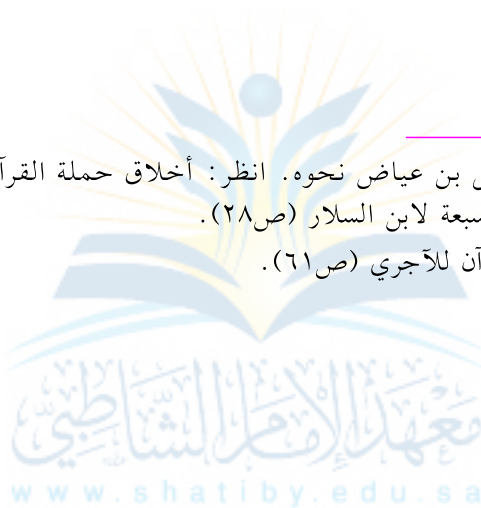 بن عياض نحوه. انظر: أخلاق حملة القرآ
سبعة لابن السلار (ص٢٨).
آن للآجري (ص٦١).
معهد الإمام الشاطبي
www.shatiby.edu.sa